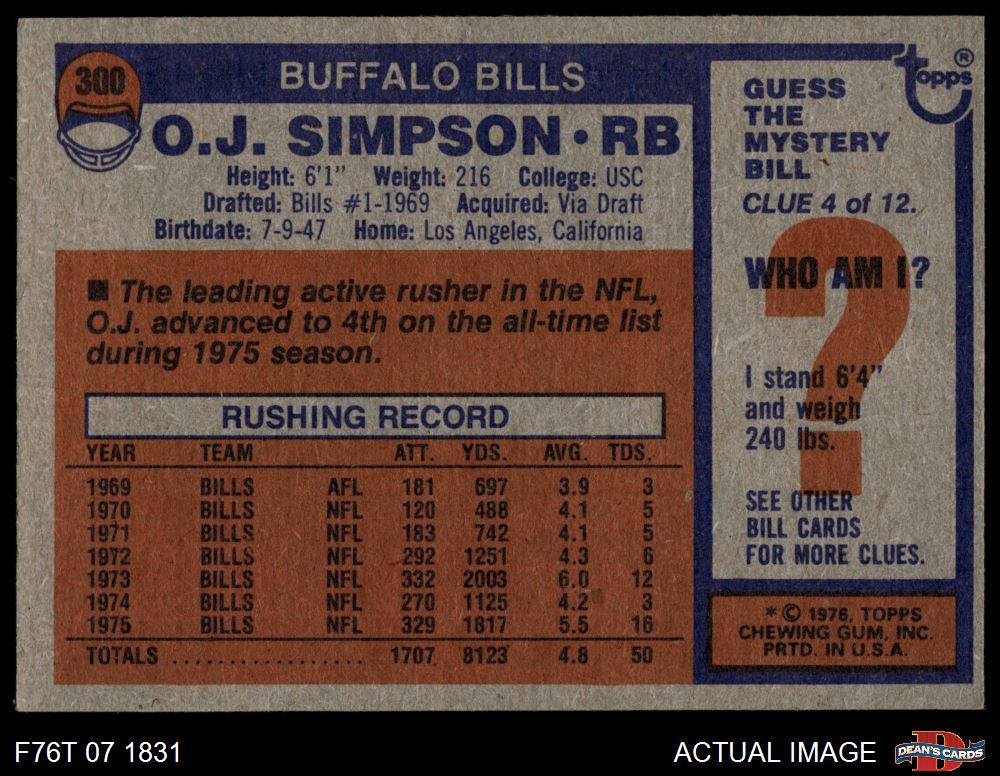 300
BUFFALO BILLS
O.J. SIMPSON • RB
Height: 6'1" Weight: 216 College: USC
Drafted: Bills #1-1969 Acquired: Via Draft
Birthdate: 7-9-47 Home: Los Angeles, California
■ The leading active rusher in the NFL,
O.J. advanced to 4th on the all-time list
during 1975 season.
RUSHING RECORD
YEAR TEAM ATT. YDS. AVG. TDS.
1969 BILLS AFL 181 697 3.9 3
1970 BILLS NFL 120 488 4.1 5
1971 BILLS NFL 183 742 4.1 5
1972 BILLS NFL 292 1251 4.3 6
1973 BILLS NFL 332 2003 6.0 12
1974 BILLS NFL 270 1125 4.2 3
1975 BILLS NFL 329 1817 5.5 16
TOTALS .................. 1707 8123 4.8 50
topps®
GUESS
THE
MYSTERY
BILL
CLUE 4 of 12.
?
WHO AM I?
I stand 6'4"
and weigh
240 lbs.
SEE OTHER
BILL CARDS
FOR MORE CLUES.
* © 1976, TOPPS
CHEWING GUM, INC.
PRTD. IN U.S.A.
F76T 07 1831
ACTUAL IMAGE
D
DEAN'S CARDS